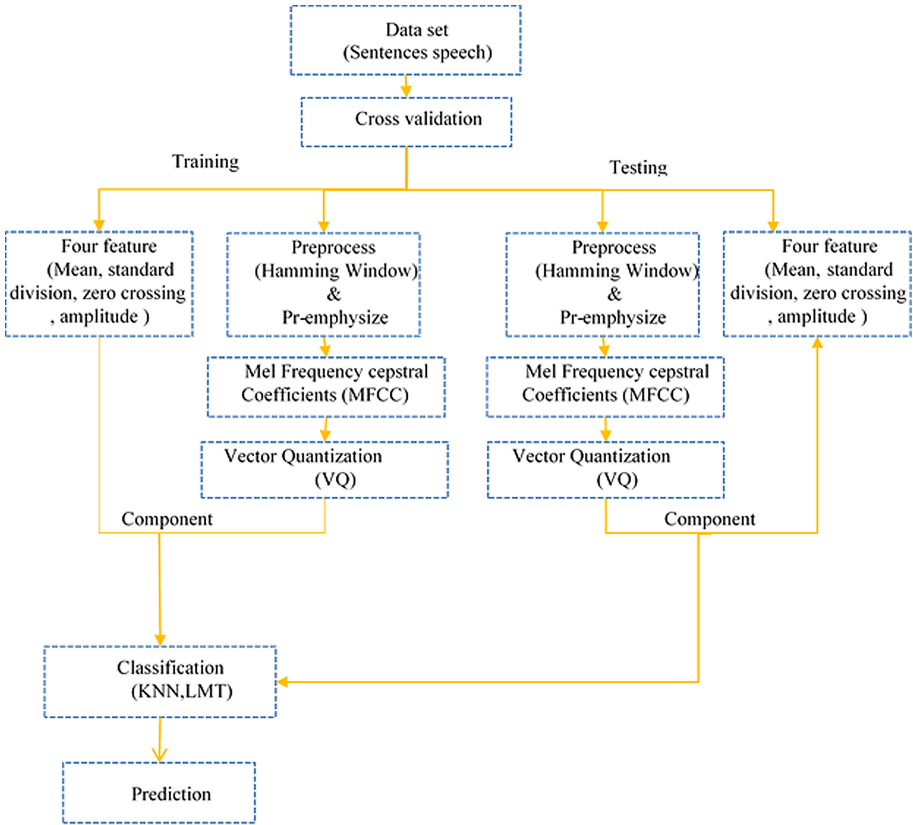 Data set
(Sentences speech)
Cross validation
Training
Testing
Four feature
(Mean, standard
division, zero crossing
, amplitude )
Preprocess
(Hamming Window)
&
Pr-emphysize
Preprocess
(Hamming Window)
&
Pr-emphysize
Four feature
(Mean, standard
division, zero crossing
, amplitude )
Mel Frequency cepstral
Coefficients (MFCC)
Mel Frequency cepstral
Coefficients (MFCC)
Vector Quantization
(VQ)
Vector Quantization
(VQ)
Component
Component
Classification
(KNN,LMT)
Prediction